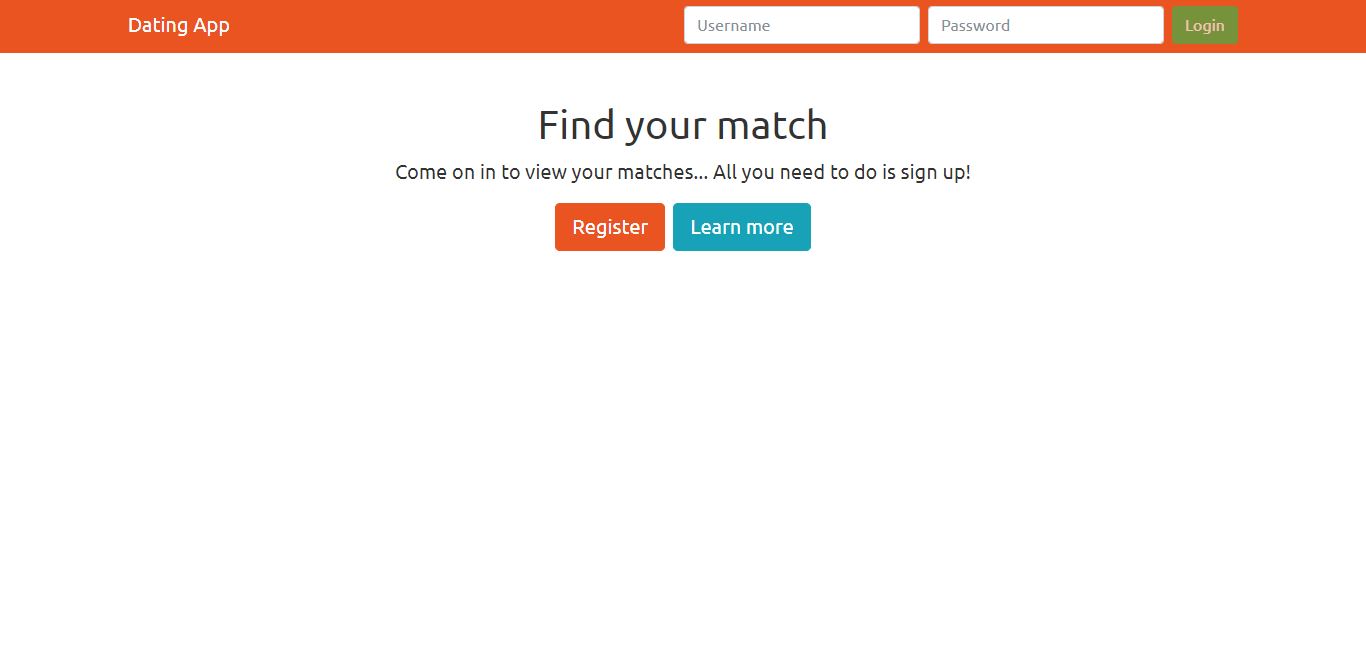 Dating App Username Password Login
Find your match
Come on in to view your matches... All you need to do is sign up!
Register Learn more